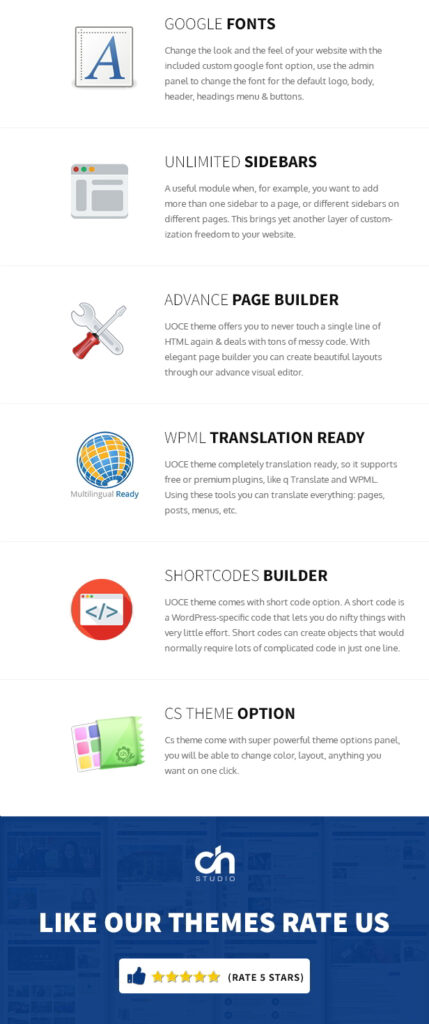 GOOGLE FONTS
Change the look and the feel of your website with the
included custom google font option, use the admin
panel to change the font for the default logo, body,
header, headings menu & buttons.
UNLIMITED SIDEBARS
A useful module when, for example, you want to add
more than one sidebar to a page, or different sidebars on
different pages. This brings yet another layer of custom-
ization freedom to your website.
ADVANCE PAGE BUILDER
UOCE theme offers you to never touch a single line of
HTML again & deals with tons of messy code. With
elegant page builder you can create beautiful layouts
through our advance visual editor.
WPML TRANSLATION READY
UOCE theme completely translation ready, so it supports
free or premium plugins, like q Translate and WPML.
Using these tools you can translate everything: pages,
posts, menus, etc.
Multilingual Ready
SHORTCODES BUILDER
UOCE theme comes with short code option. A short code is
a WordPress-specific code that lets you do nifty things with
very little effort. Short codes can create objects that would
normally require lots of complicated code in just one line.
CS THEME OPTION
Cs theme come with super powerful theme options panel,
you will be able to change color, layout, anything you
want on one click.
STUDIO
LIKE OUR THEMES RATE US
(RATE 5 STARS)